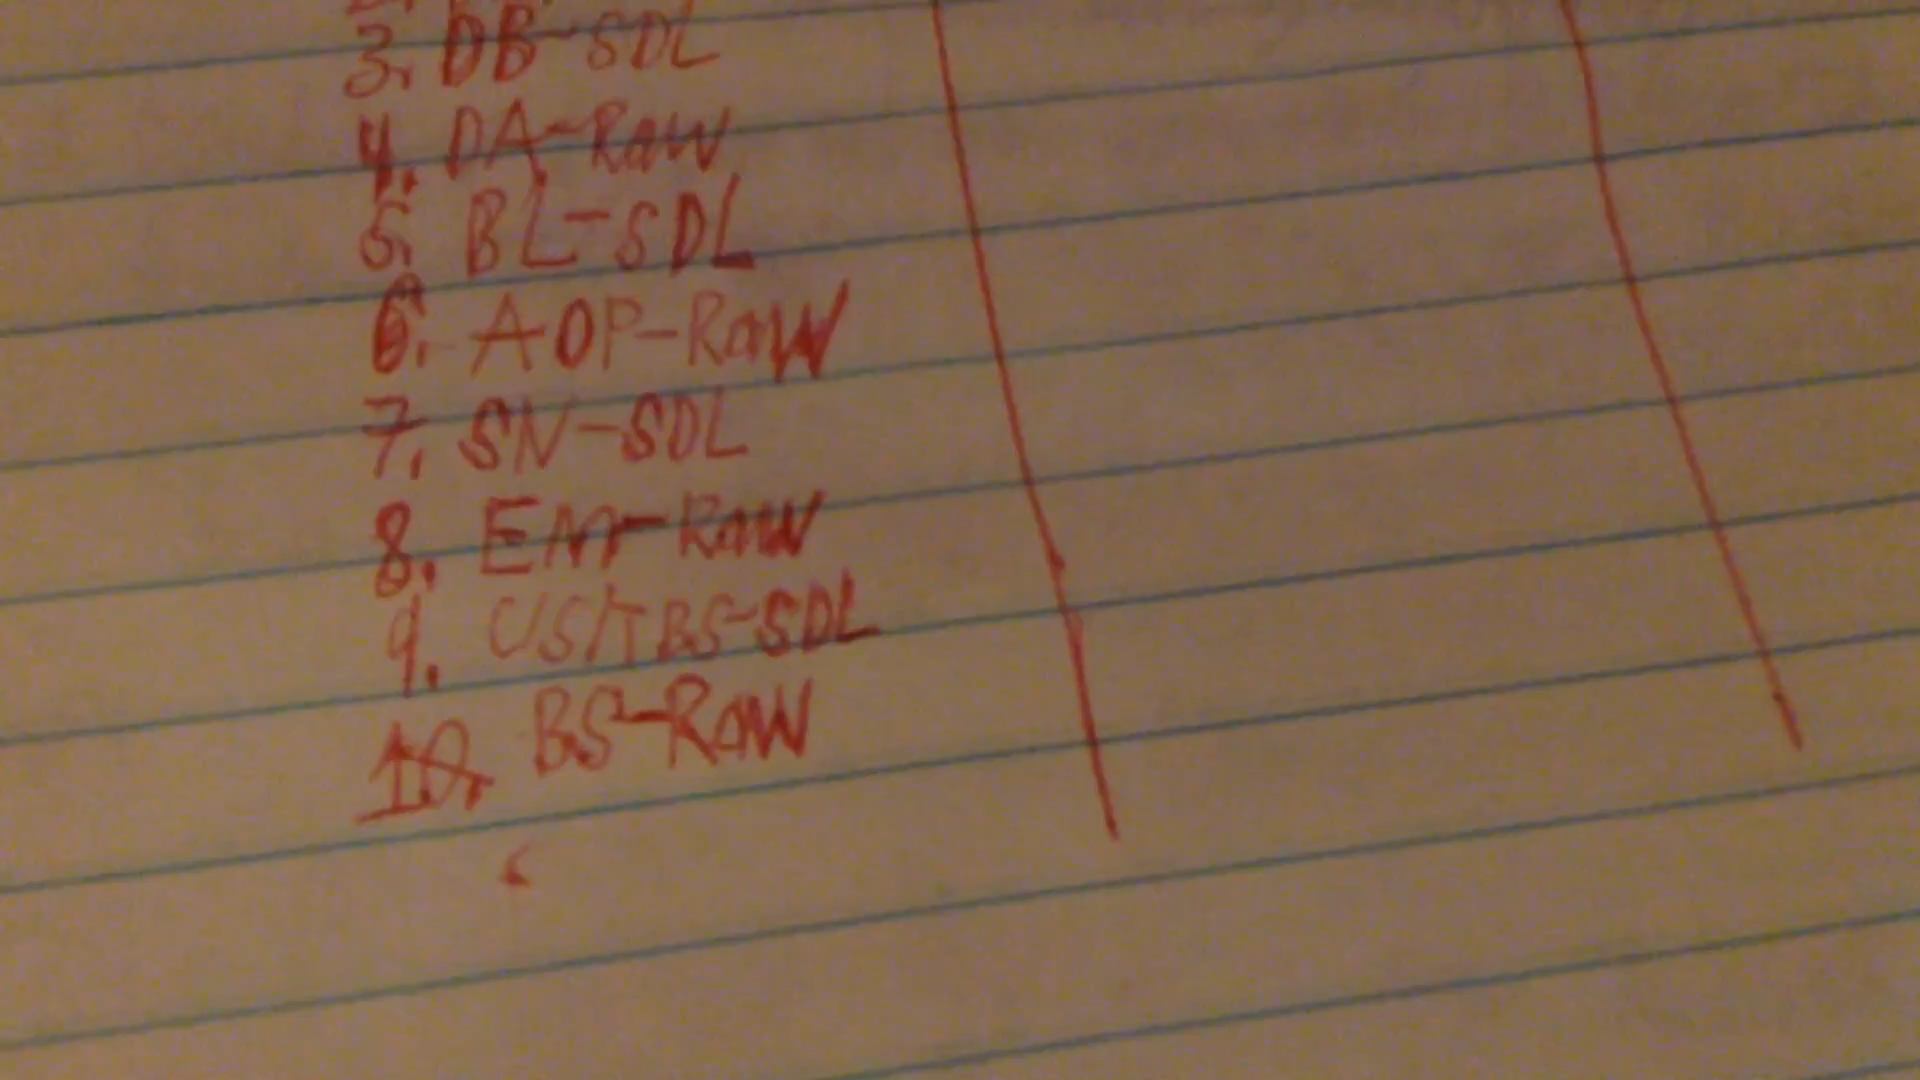 3. DB-SDL
4. DA-Raw
5. BL-SDL
6. AOP-RaW
7. SN-SDL
8. EM-RaW
9. US/TBS-SDL
10. BS-RaW